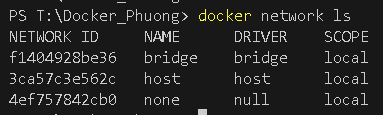 PS T:\Docker_Phuong> docker network ls
NETWORK ID NAME DRIVER SCOPE
f1404928be36 bridge bridge local
3ca57c3e562c host host local
4ef757842cb0 none null local